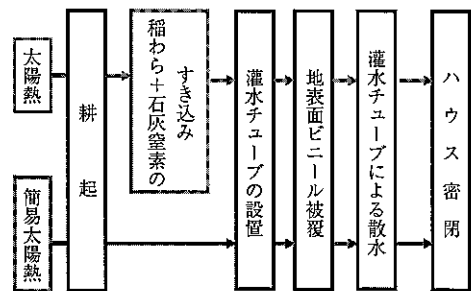 太陽熱
簡易太陽熱
耕起
稲わら＋石灰窒素の
すき込み
灌水チューブの設置
地表面ビニール被覆
灌水チューブによる散水
ハウス密閉